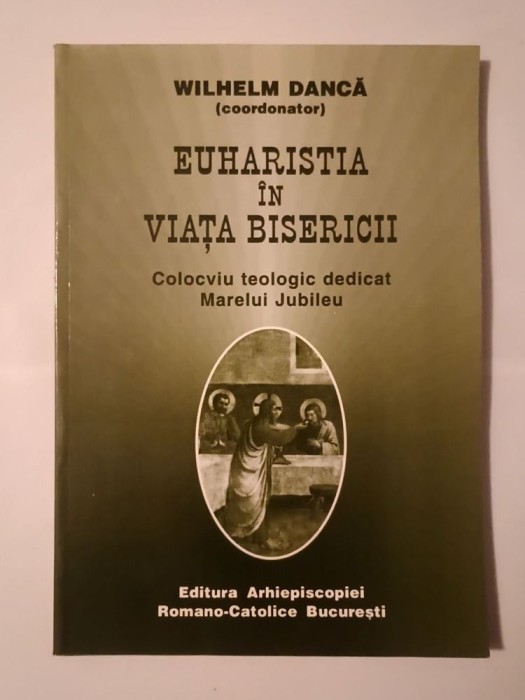 WILHELM DANCĂ
(coordonator)
EUHARISTIA
ÎN
VIAȚA BISERICII
Colocviu teologic dedicat
Marelui Jubileu
Editura Arhiepiscopiei
Romano-Catolice București